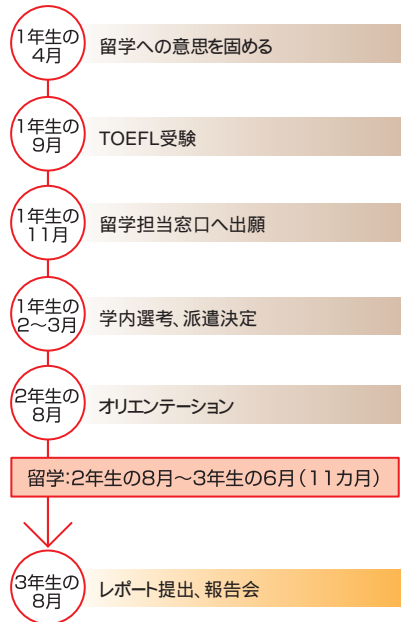 1年生の
4月
留学への意思を固める
1年生の
9月
TOEFL受験
1年生の
11月
留学担当窓口へ出願
1年生の
2～3月
学内選考、派遣決定
2年生の
8月
オリエンテーション
留学:2年生の8月～3年生の6月（11カ月）
3年生の
8月
レポート提出、報告会